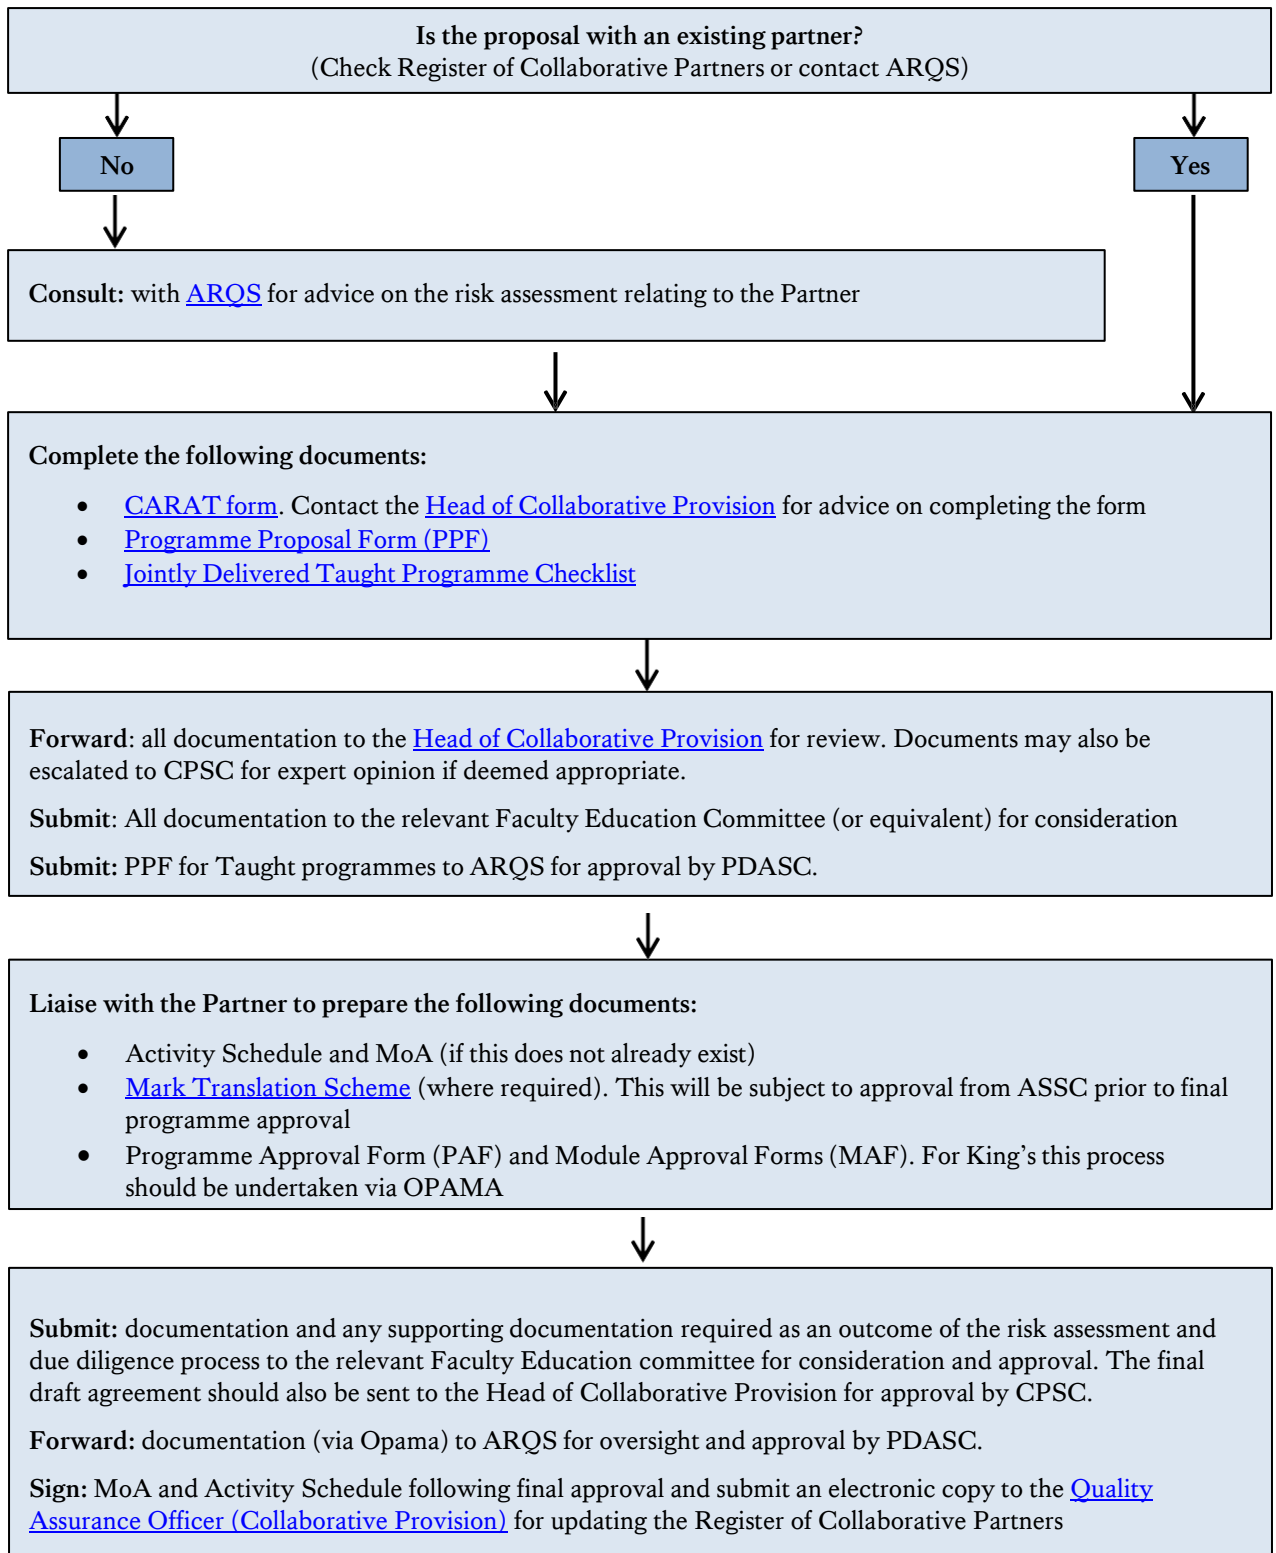 Is the proposal with an existing partner?
(Check Register of Collaborative Partners or contact ARQS)
No
Yes
Consult: with ARQS for advice on the risk assessment relating to the Partner
Complete the following documents:
• CARAT form. Contact the Head of Collaborative Provision for advice on completing the form
• Programme Proposal Form (PPF)
• Jointly Delivered Taught Programme Checklist
Forward: all documentation to the Head of Collaborative Provision for review. Documents may also be
escalated to CPSC for expert opinion if deemed appropriate.
Submit: All documentation to the relevant Faculty Education Committee (or equivalent) for consideration
Submit: PPF for Taught programmes to ARQS for approval by PDASC.
Liaise with the Partner to prepare the following documents:
• Activity Schedule and MoA (if this does not already exist)
• Mark Translation Scheme (where required). This will be subject to approval from ASSC prior to final
programme approval
• Programme Approval Form (PAF) and Module Approval Forms (MAF). For King’s this process
should be undertaken via OPAMA
Submit: documentation and any supporting documentation required as an outcome of the risk assessment and
due diligence process to the relevant Faculty Education committee for consideration and approval. The final
draft agreement should also be sent to the Head of Collaborative Provision for approval by CPSC.
Forward: documentation (via Opama) to ARQS for oversight and approval by PDASC.
Sign: MoA and Activity Schedule following final approval and submit an electronic copy to the Quality
Assurance Officer (Collaborative Provision) for updating the Register of Collaborative Partners